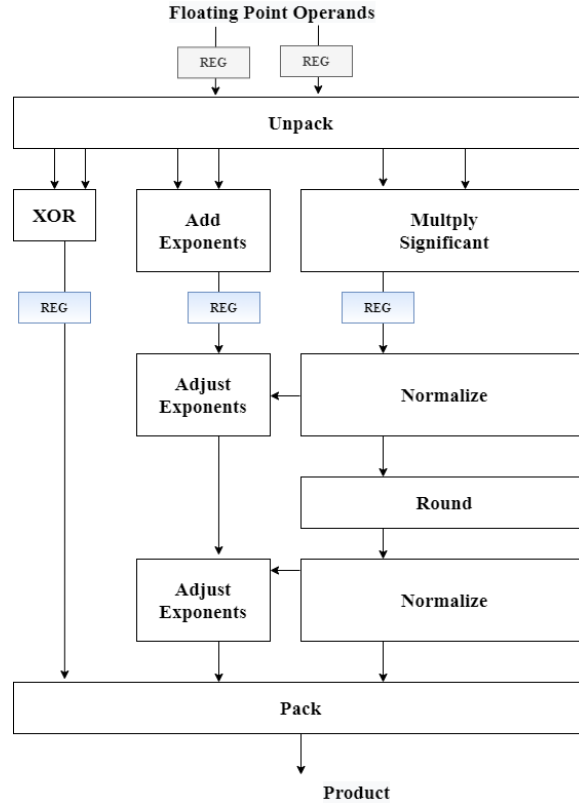 Floating Point Operands
REG
REG
Unpack
XOR
Add
Exponents
Multply
Significant
REG
REG
REG
Adjust
Exponents
Normalize
Round
Adjust
Exponents
Normalize
Pack
Product